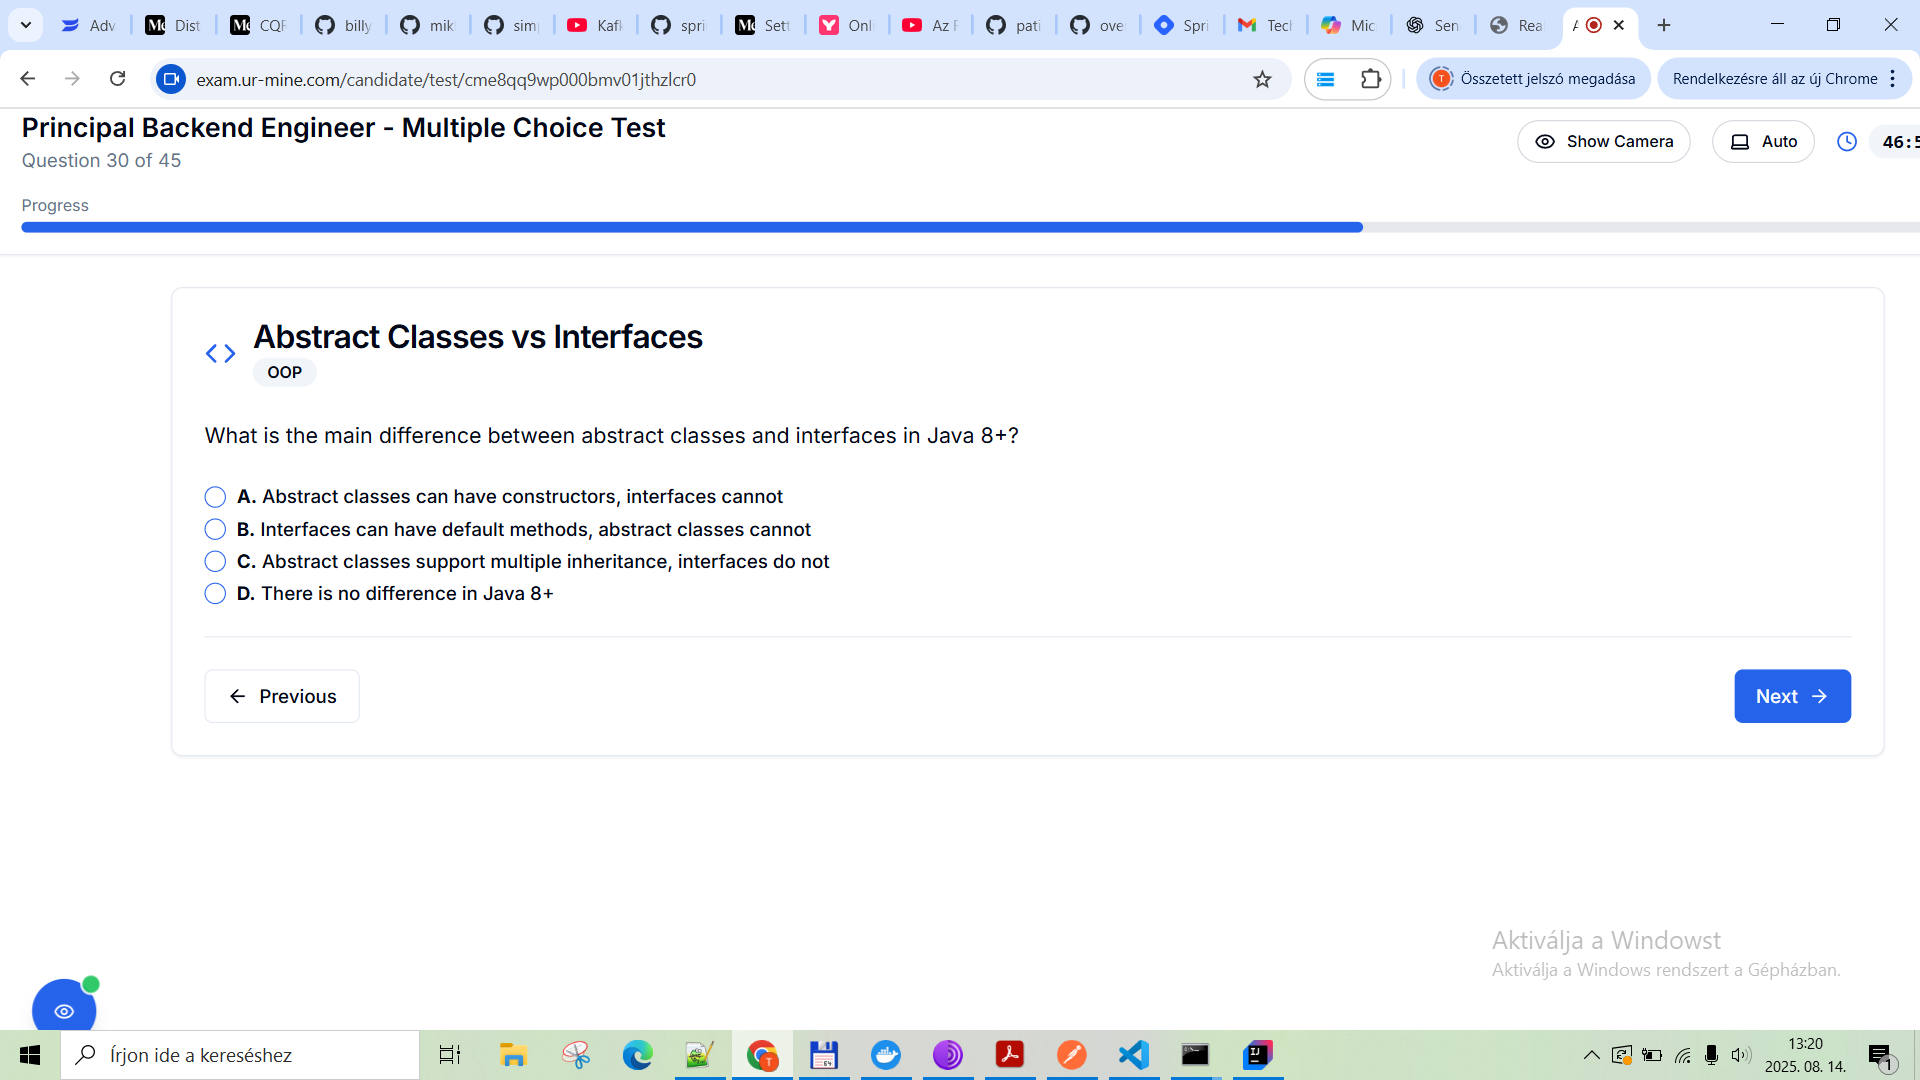 Adv
Dist
CQR
billy
mik
sim
Kafk
spri
Sett
Onli
Az F
pati
ove
Spri
Tech
Mic
Sen
Rea
exam.ur-mine.com/candidate/test/cme8qq9wp000bmv01jthzlcr0
Összetett jelszó megadása
Rendelkezésre áll az új Chrome
Principal Backend Engineer - Multiple Choice Test
Question 30 of 45
Show Camera
Auto
46:5
Progress
Abstract Classes vs Interfaces
OOP
What is the main difference between abstract classes and interfaces in Java 8+?
A. Abstract classes can have constructors, interfaces cannot
B. Interfaces can have default methods, abstract classes cannot
C. Abstract classes support multiple inheritance, interfaces do not
D. There is no difference in Java 8+
Previous
Next
Aktiválja a Windowst
Aktiválja a Windows rendszert a Gépházban.
Írjon ide a kereséshez
13:20
2025. 08. 14.
1